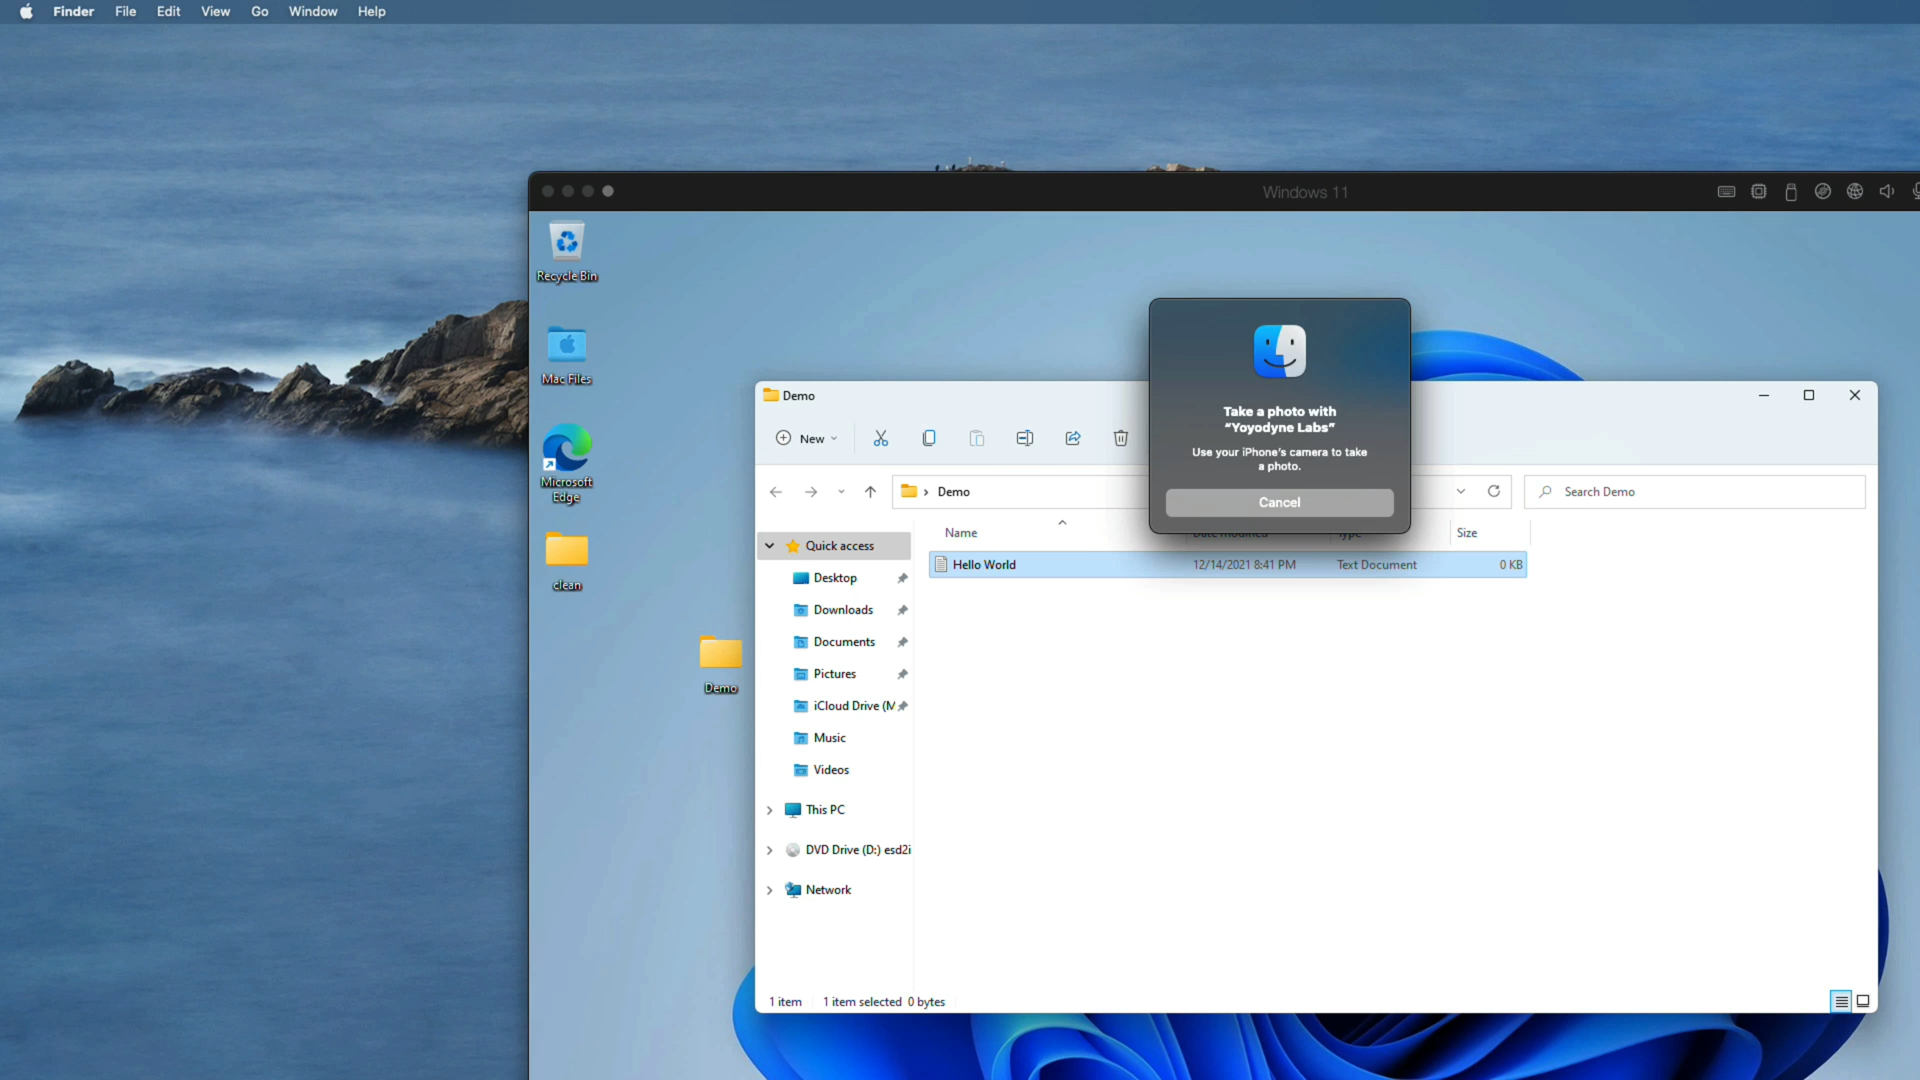 Finder File Edit View Go Window Help
Windows 11
Recycle Bin
Mac Files
Microsoft
Edge
clean
Demo
Demo
New
Take a photo with
“Yoyodyne Labs”
Use your iPhone’s camera to take
a photo.
Cancel
Demo
Search Demo
Name Date modified Type Size
Hello World 12/14/2021 8:41 PM Text Document 0 KB
Quick access
Desktop
Downloads
Documents
Pictures
iCloud Drive (M
Music
Videos
This PC
DVD Drive (D:) esd2i
Network
1 item 1 item selected 0 bytes